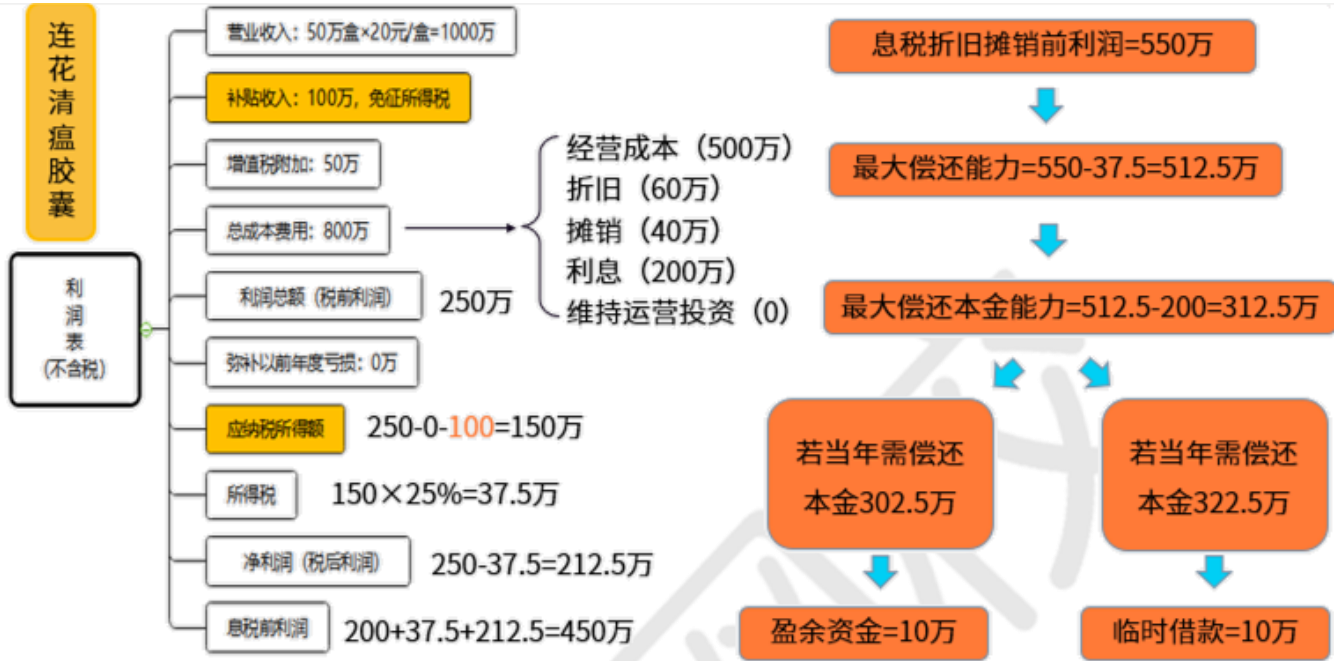 连花清瘟胶囊
利润表
(不含税)
营业收入：50万盒×20元/盒=1000万
补贴收入：100万，免征所得税
增值税附加：50万
总成本费用：800万
经营成本（500万）
折旧（60万）
摊销（40万）
利息（200万）
维持运营投资（0）
利润总额（税前利润） 250万
弥补以前年度亏损：0万
应纳税所得额 250-0-100=150万
所得税 150×25%=37.5万
净利润（税后利润） 250-37.5=212.5万
息税前利润 200+37.5+212.5=450万
息税折旧摊销前利润=550万
最大偿还能力=550-37.5=512.5万
最大偿还本金能力=512.5-200=312.5万
若当年需偿还
本金302.5万
盈余资金=10万
若当年需偿还
本金322.5万
临时借款=10万